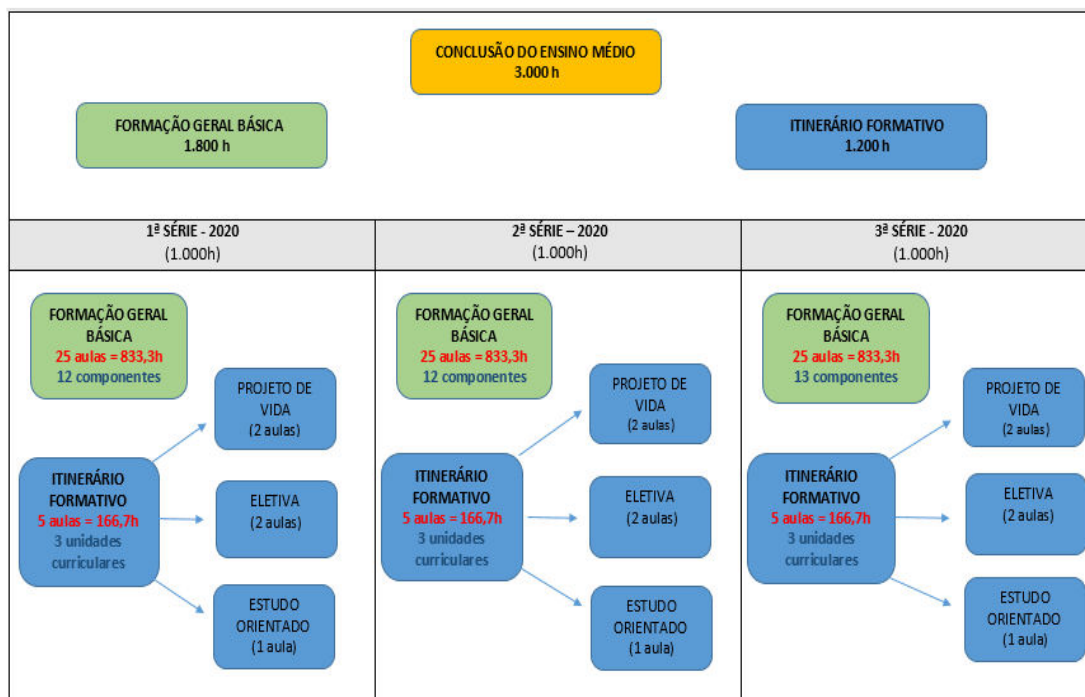 CONCLUSÃO DO ENSINO MÉDIO
3.000 h
FORMAÇÃO GERAL BÁSICA
1.800 h
ITINERÁRIO FORMATIVO
1.200 h
1ª SÉRIE - 2020
(1.000h)
2ª SÉRIE – 2020
(1.000h)
3ª SÉRIE - 2020
(1.000h)
FORMAÇÃO GERAL
BÁSICA
25 aulas = 833,3h
12 componentes
PROJETO DE
VIDA
(2 aulas)
ITINERÁRIO
FORMATIVO
5 aulas = 166,7h
3 unidades
curriculares
ELETIVA
(2 aulas)
ESTUDO
ORIENTADO
(1 aula)
FORMAÇÃO GERAL
BÁSICA
25 aulas = 833,3h
12 componentes
PROJETO DE
VIDA
(2 aulas)
ITINERÁRIO
FORMATIVO
5 aulas = 166,7h
3 unidades
curriculares
ELETIVA
(2 aulas)
ESTUDO
ORIENTADO
(1 aula)
FORMAÇÃO GERAL
BÁSICA
25 aulas = 833,3h
13 componentes
PROJETO DE
VIDA
(2 aulas)
ITINERÁRIO
FORMATIVO
5 aulas = 166,7h
3 unidades
curriculares
ELETIVA
(2 aulas)
ESTUDO
ORIENTADO
(1 aula)